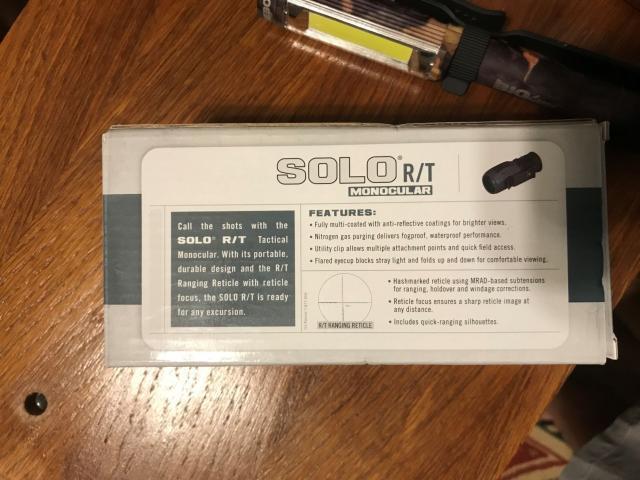 SOLO® R/T
MONOCULAR
Call the shots with the
SOLO® R/T Tactical
Monocular. With its portable,
durable design and the R/T
Ranging Reticle with reticle
focus, the SOLO R/T is ready
for any excursion.
FEATURES:
• Fully multi-coated with anti-reflective coatings for brighter views.
• Nitrogen gas purging delivers fogproof, waterproof performance.
• Utility clip allows multiple attachment points and quick field access.
• Flared eyecup blocks stray light and folds up and down for comfortable viewing.
R/T RANGING RETICLE
• Hashmarked reticle using MRAD-based subtensions
for ranging, holdover and windage corrections.
• Reticle focus ensures a sharp reticle image at
any distance.
• Includes quick-ranging silhouettes.